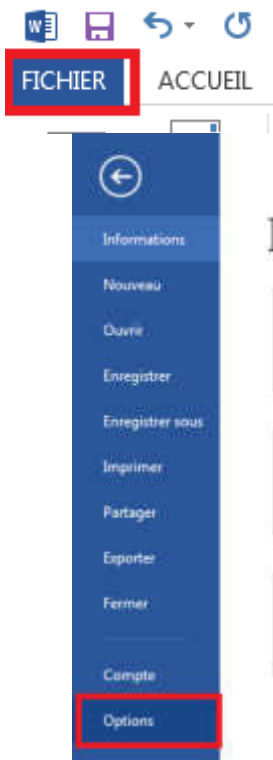 FICHIER ACCUEIL
Informations
Nouveau
Ouvrir
Enregistrer
Enregistrer sous
Imprimer
Partager
Exporter
Fermer
Compte
Options